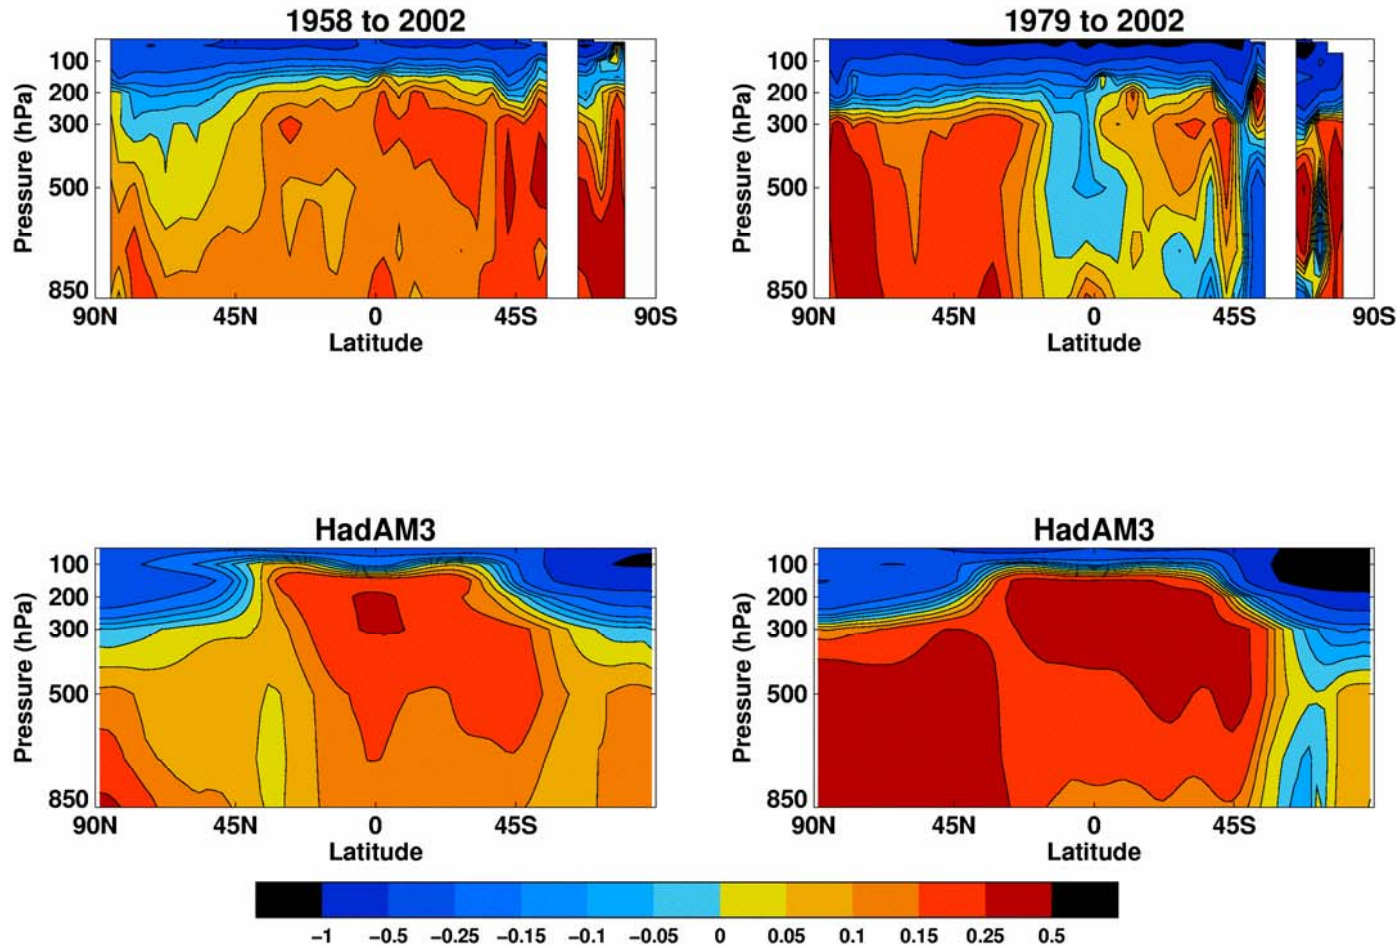 1958 to 2002
1979 to 2002
Pressure (hPa)
100
200
300
500
850
90N 45N 0 45S 90S
Latitude
Pressure (hPa)
100
200
300
500
850
90N 45N 0 45S 90S
Latitude
HadAM3
HadAM3
Pressure (hPa)
100
200
300
500
850
90N 45N 0 45S
Latitude
Pressure (hPa)
100
200
300
500
850
90N 45N 0 45S
Latitude
−1 −0.5 −0.25 −0.15 −0.1 −0.05 0 0.05 0.1 0.15 0.25 0.5